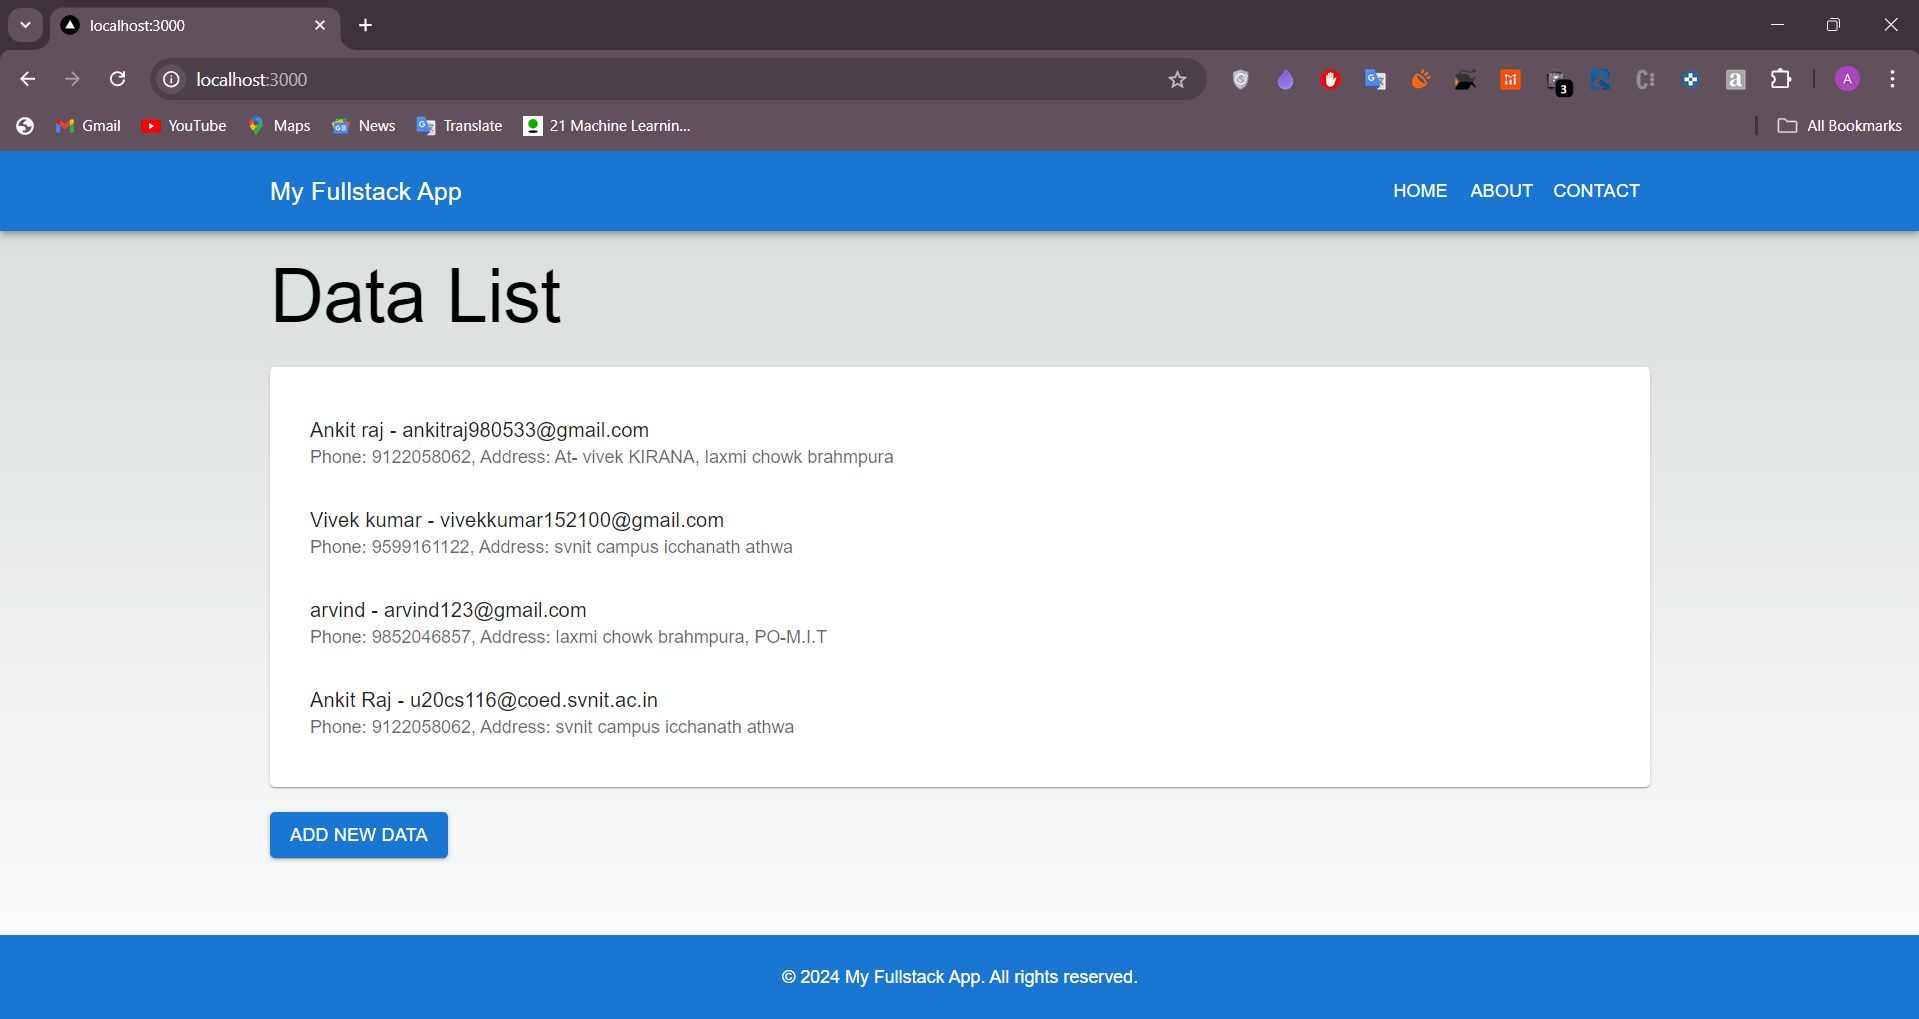 localhost:3000
localhost:3000
3
A
Gmail
YouTube
Maps
News
Translate
21 Machine Learnin...
All Bookmarks
My Fullstack App
HOME
ABOUT
CONTACT
Data List
Ankit raj - ankitraj980533@gmail.com
Phone: 9122058062, Address: At- vivek KIRANA, laxmi chowk brahmpura
Vivek kumar - vivekkumar152100@gmail.com
Phone: 9599161122, Address: svnit campus icchanath athwa
arvind - arvind123@gmail.com
Phone: 9852046857, Address: laxmi chowk brahmpura, PO-M.I.T
Ankit Raj - u20cs116@coed.svnit.ac.in
Phone: 9122058062, Address: svnit campus icchanath athwa
ADD NEW DATA
© 2024 My Fullstack App. All rights reserved.